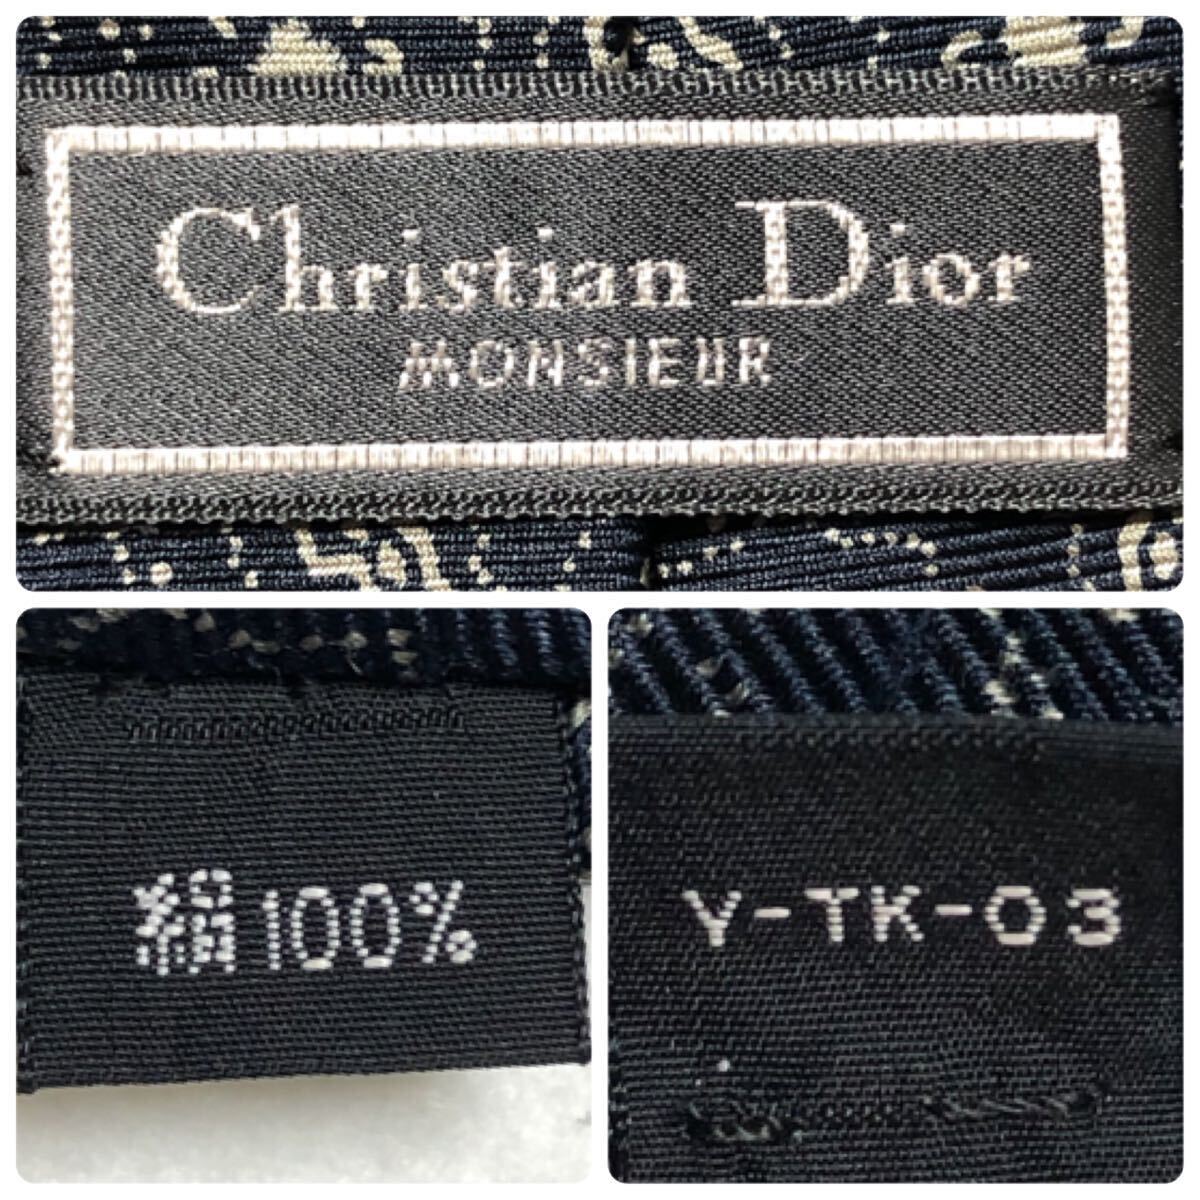 Christian Dior
MONSIEUR
絹100%
Y-TK-03